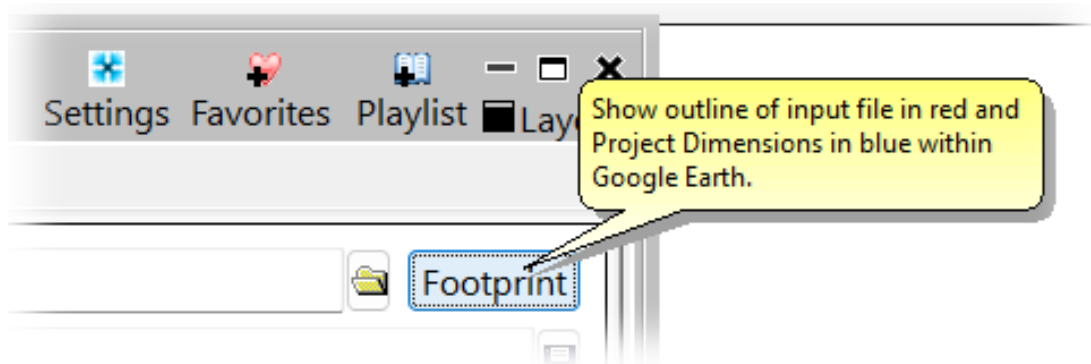 Settings Favorites Playlist Lay
Show outline of input file in red and
Project Dimensions in blue within
Google Earth.
Footprint